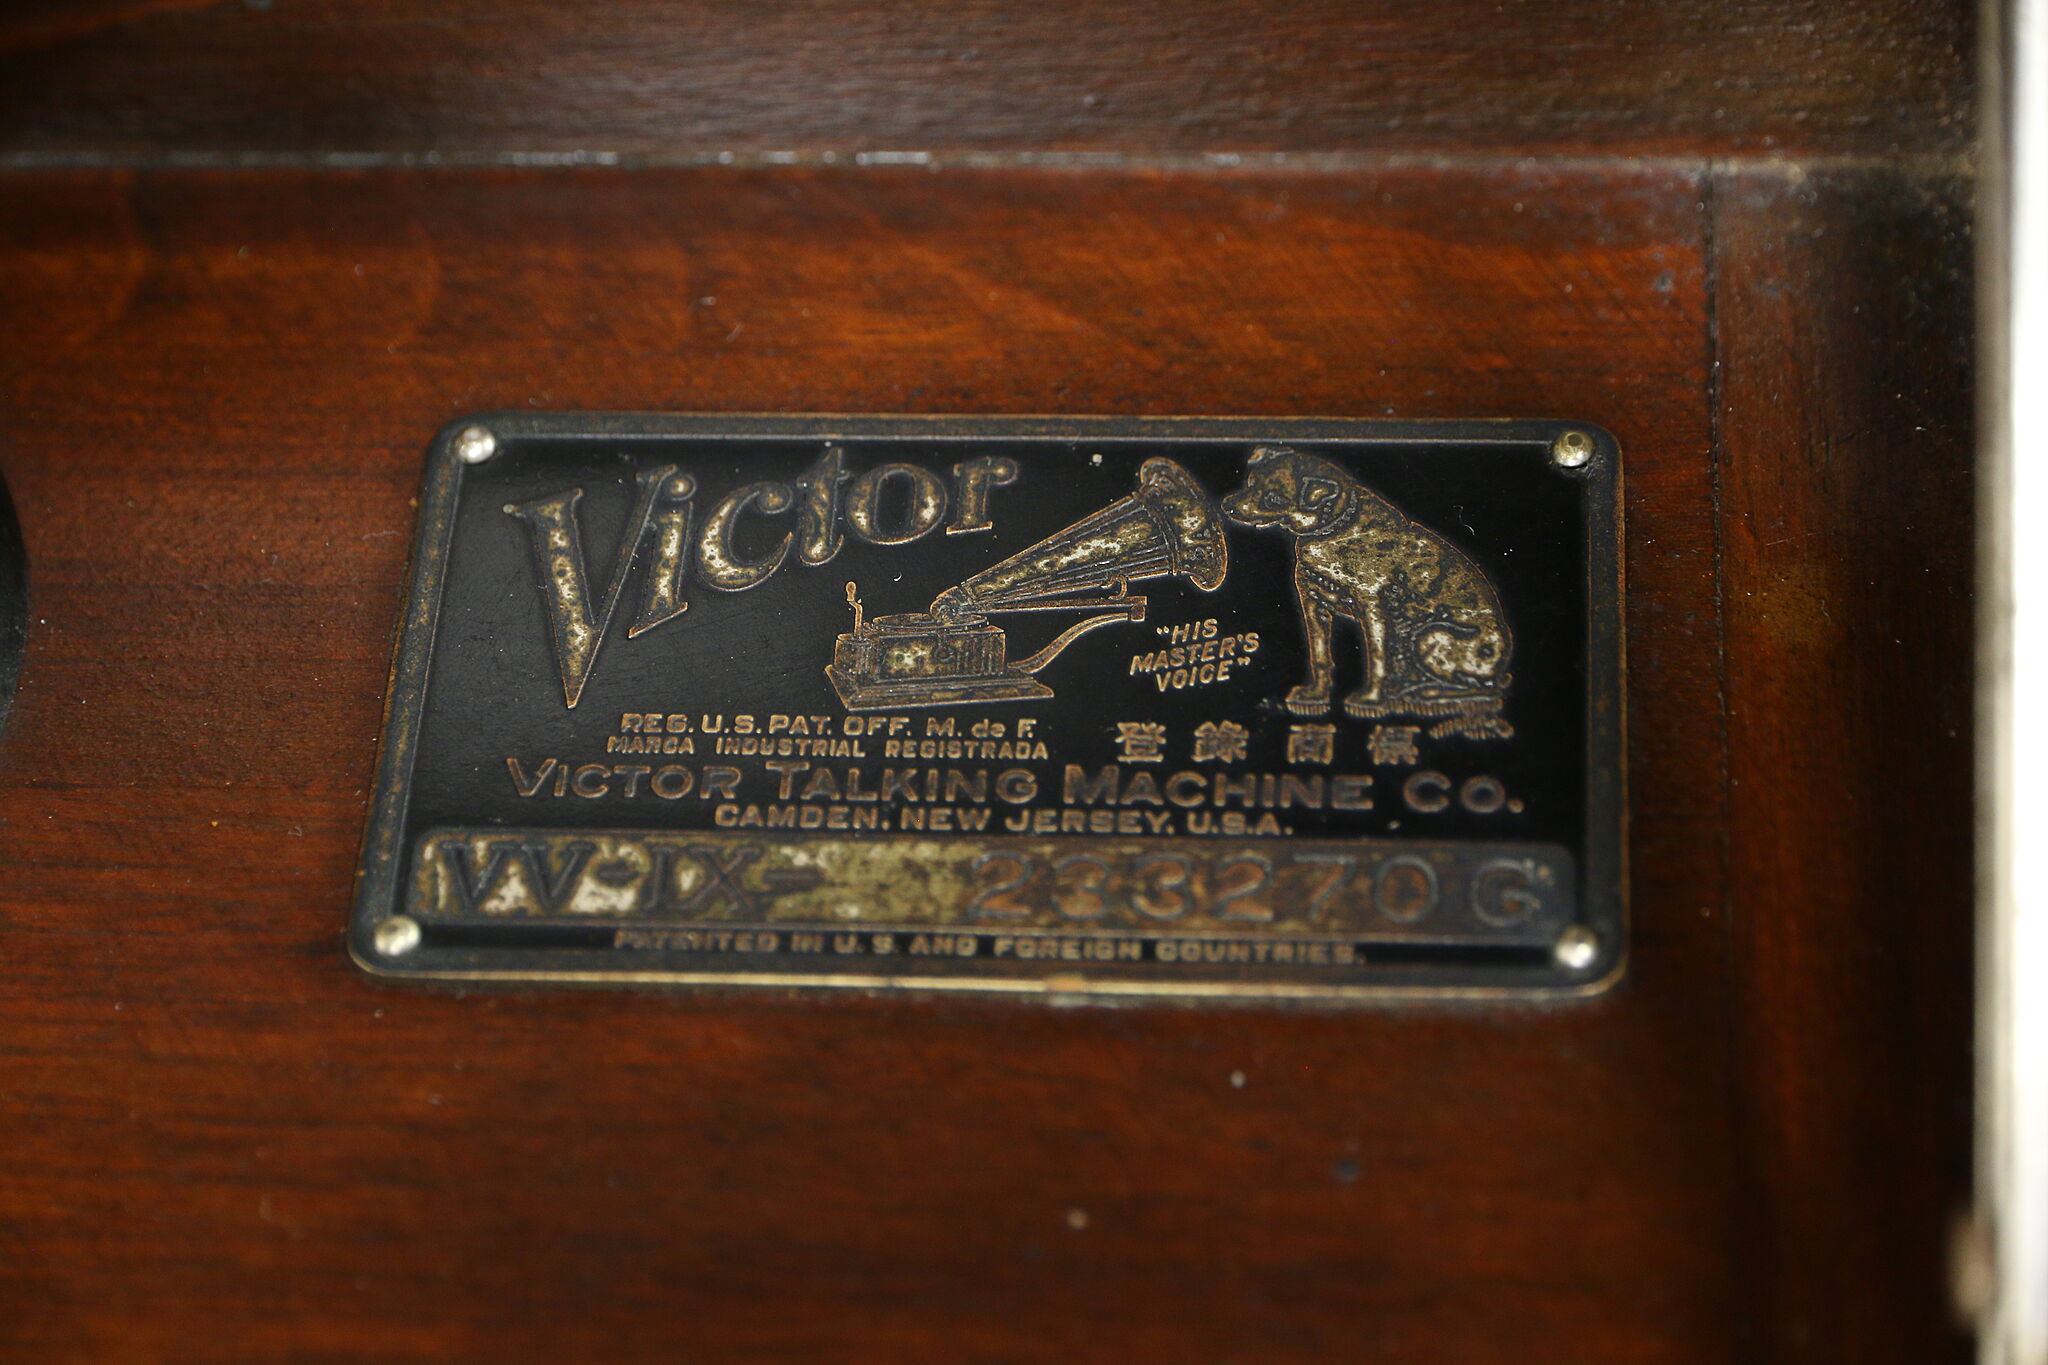 Victor
"HIS
MASTER'S
VOICE"
REG. U.S. PAT. OFF. M. de F.
MARCA INDUSTRIAL REGISTRADA
登錄商標
VICTOR TALKING MACHINE CO.
CAMDEN, NEW JERSEY, U.S.A.
VV-IX- 233270 G
PATENTED IN U.S. AND FOREIGN COUNTRIES.